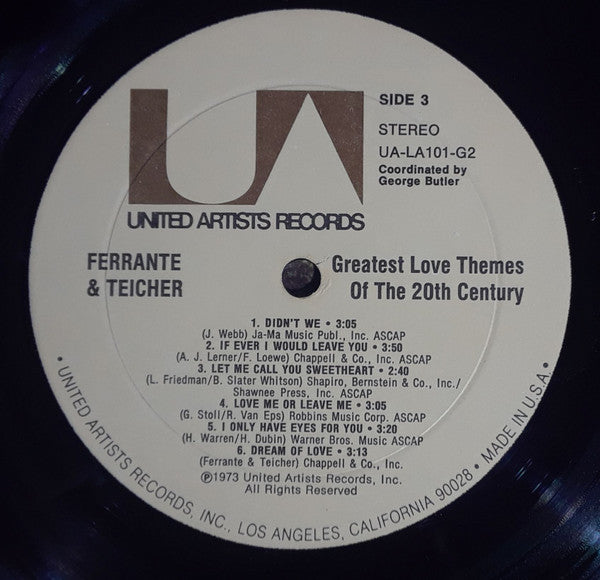 UA
SIDE 3
STEREO
UA-LA101-G2
Coordinated by
George Butler
UNITED ARTISTS RECORDS
FERRANTE
& TEICHER
Greatest Love Themes
Of The 20th Century
1. DIDN'T WE • 3:05
(J. Webb) Ja-Ma Music Publ., Inc. ASCAP
2. IF EVER I WOULD LEAVE YOU • 3:50
(A. J. Lerner/F. Loewe) Chappell & Co., Inc. ASCAP
3. LET ME CALL YOU SWEETHEART • 2:40
(L. Friedman/B. Slater Whitson) Shapiro, Bernstein & Co., Inc./
Shawnee Press, Inc. ASCAP
4. LOVE ME OR LEAVE ME • 3:05
(G. Stoll/R. Van Eps) Robbins Music Corp. ASCAP
5. I ONLY HAVE EYES FOR YOU • 3:20
(H. Warren/H. Dubin) Warner Bros. Music ASCAP
6. DREAM OF LOVE • 3:13
(Ferrante & Teicher) Chappell & Co., Inc.
℗1973 United Artists Records, Inc.
All Rights Reserved
• UNITED ARTISTS RECORDS, INC., LOS ANGELES, CALIFORNIA 90028 • MADE IN U.S.A. •